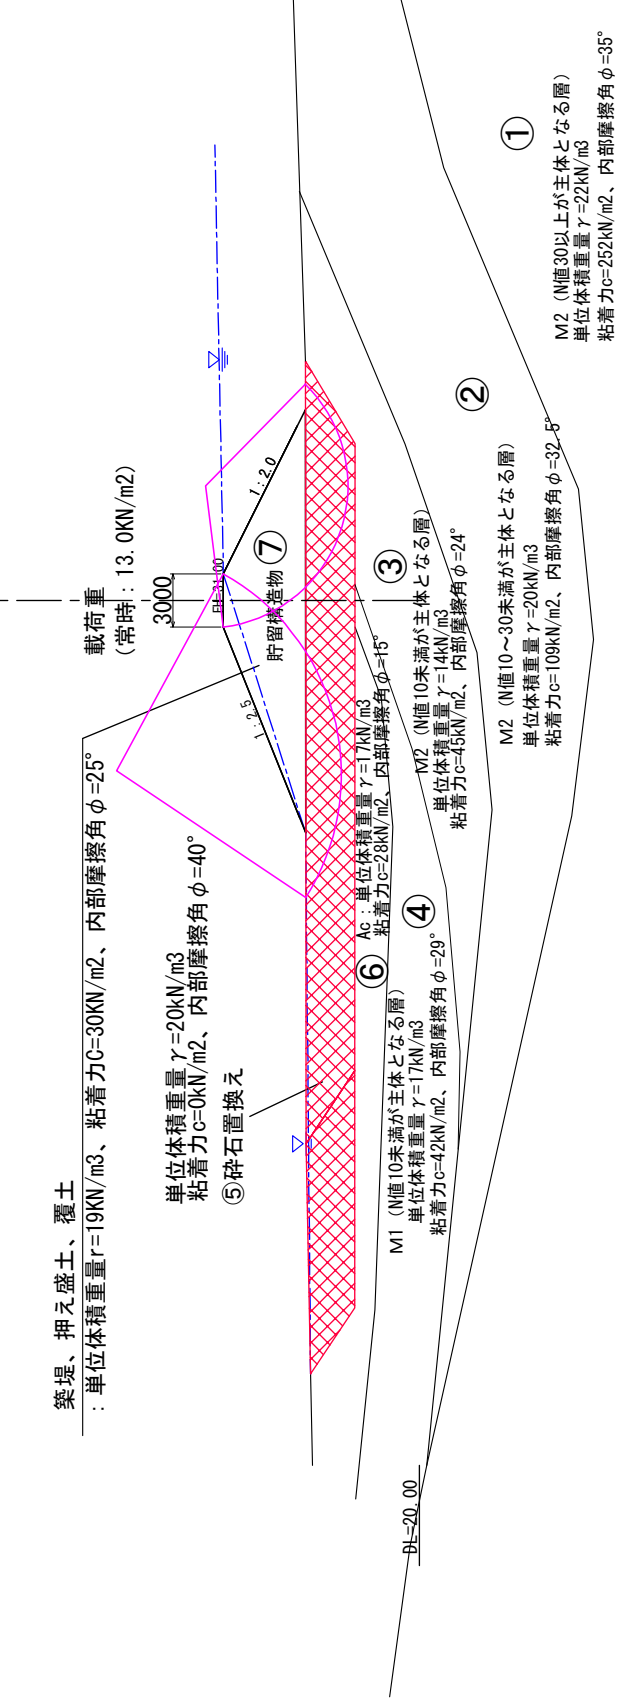 築堤、押え盛土、覆土
：単位体積重量r=19KN/m3、粘着力C=30KN/m2、内部摩擦角φ=25°
載荷重
(常時：13.0KN/m2)
3000
EH=31.00
1:2.5
1:2.0
貯留構造物
⑦
単位体積重量γ=20kN/m3
粘着力c=0kN/m2、内部摩擦角φ=40°
⑤砕石置換え
⑥
Ac：単位体積重量γ=17kN/m3
粘着力c=28kN/m2、内部摩擦角φ=15°
④
M1 (N値10未満が主体となる層)
単位体積重量γ=17kN/m3
粘着力c=42kN/m2、内部摩擦角φ=29°
③
M2 (N値10未満が主体となる層)
単位体積重量γ=14kN/m3
粘着力c=45kN/m2、内部摩擦角φ=24°
②
M2 (N値10～30未満が主体となる層)
単位体積重量γ=20kN/m3
粘着力c=109kN/m2、内部摩擦角φ=32.5°
①
M2 (N値30以上が主体となる層)
単位体積重量γ=22kN/m3
粘着力c=252kN/m2、内部摩擦角φ=35°
DL=20.00